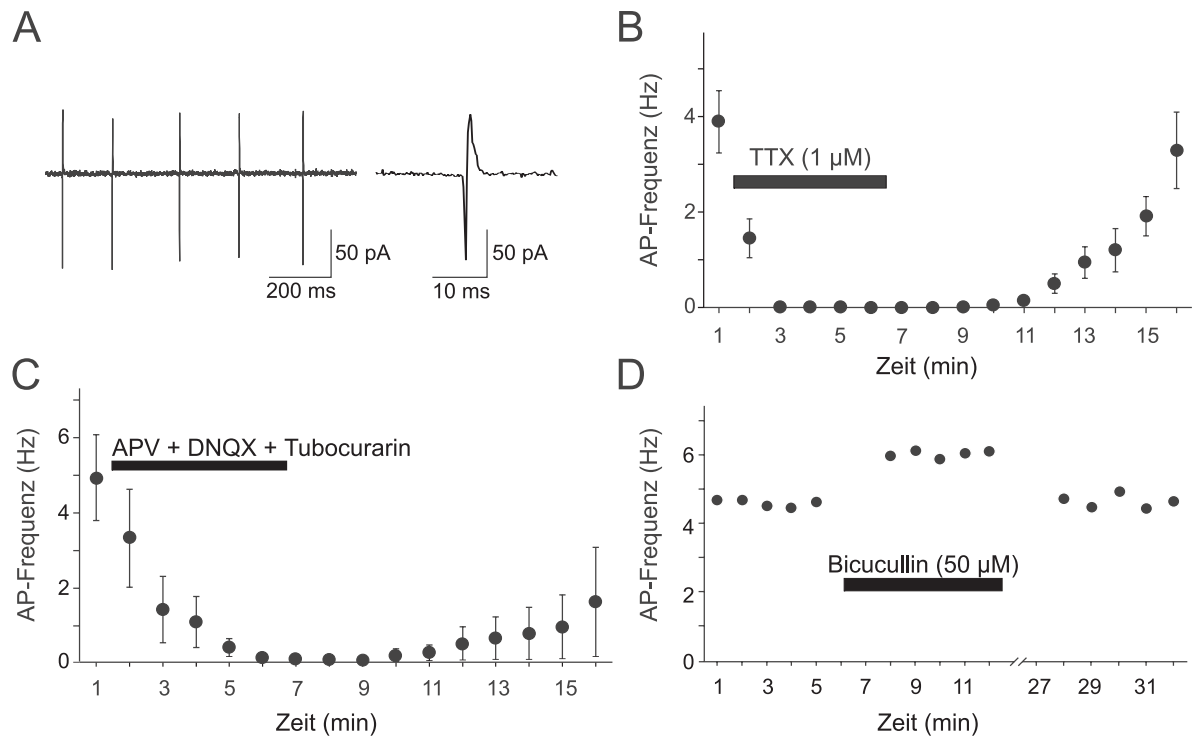 A
50 pA
200 ms
50 pA
10 ms
B
AP-Frequenz (Hz)
4
2
0
TTX (1 µM)
1 3 5 7 9 11 13 15
Zeit (min)
C
AP-Frequenz (Hz)
6
4
2
0
APV + DNQX + Tubocurarin
1 3 5 7 9 11 13 15
Zeit (min)
D
AP-Frequenz (Hz)
6
4
2
0
Bicucullin (50 µM)
1 3 5 7 9 11 27 29 31
Zeit (min)